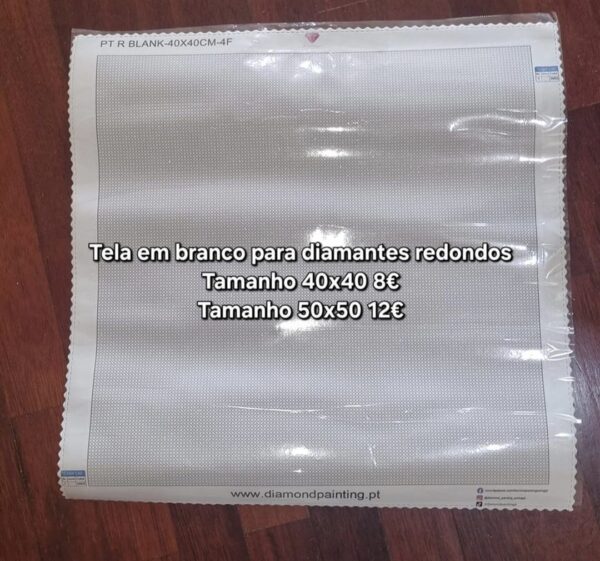 PT R BLANK-40X40CM-4F
Tela em branco para diamantes redondos
Tamanho 40x40 8€
Tamanho 50x50 12€
www.diamondpainting.pt